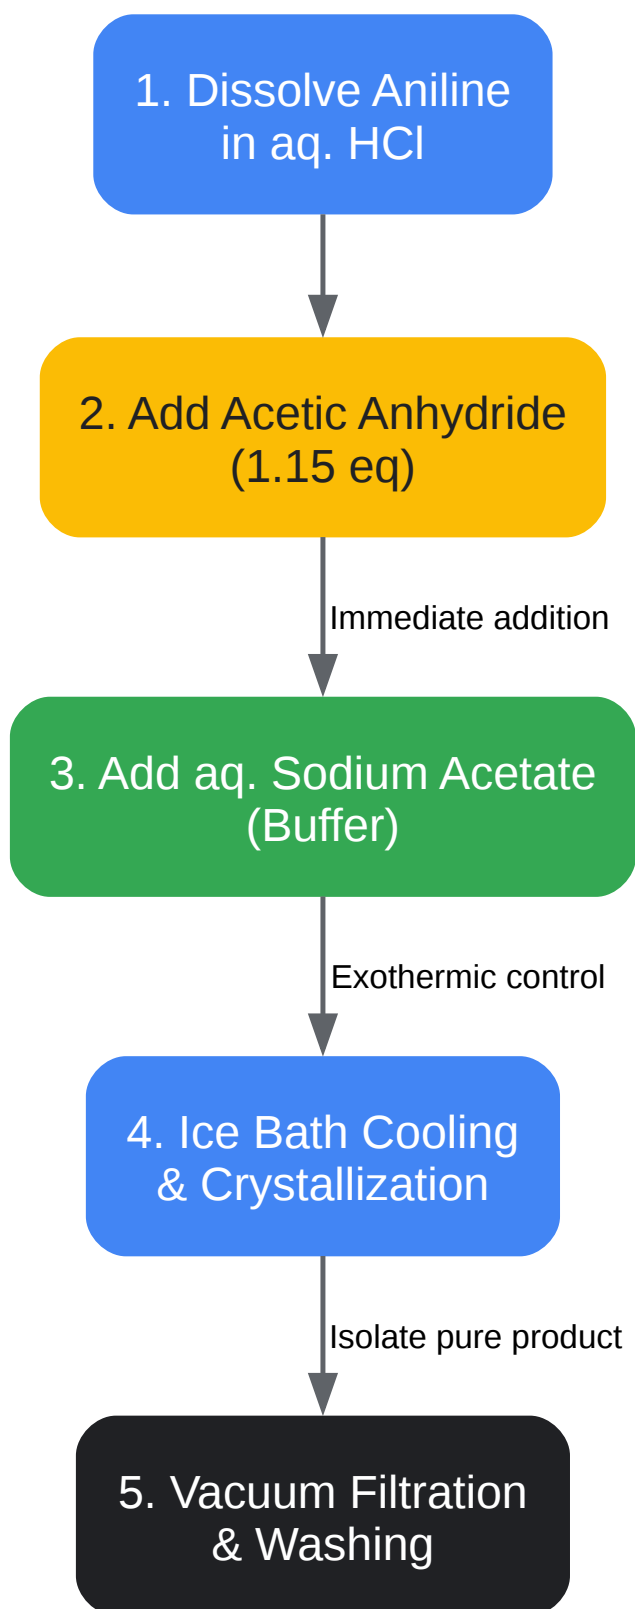 1. Dissolve Aniline
in aq. HCl
2. Add Acetic Anhydride
(1.15 eq)
Immediate addition
3. Add aq. Sodium Acetate
(Buffer)
Exothermic control
4. Ice Bath Cooling
& Crystallization
Isolate pure product
5. Vacuum Filtration
& Washing